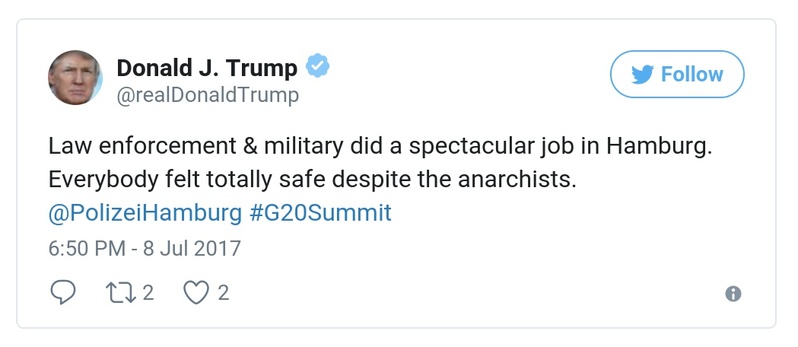 Donald J. Trump
@realDonaldTrump
Follow
Law enforcement & military did a spectacular job in Hamburg.
Everybody felt totally safe despite the anarchists.
@PolizeiHamburg #G20Summit
6:50 PM - 8 Jul 2017
2 2